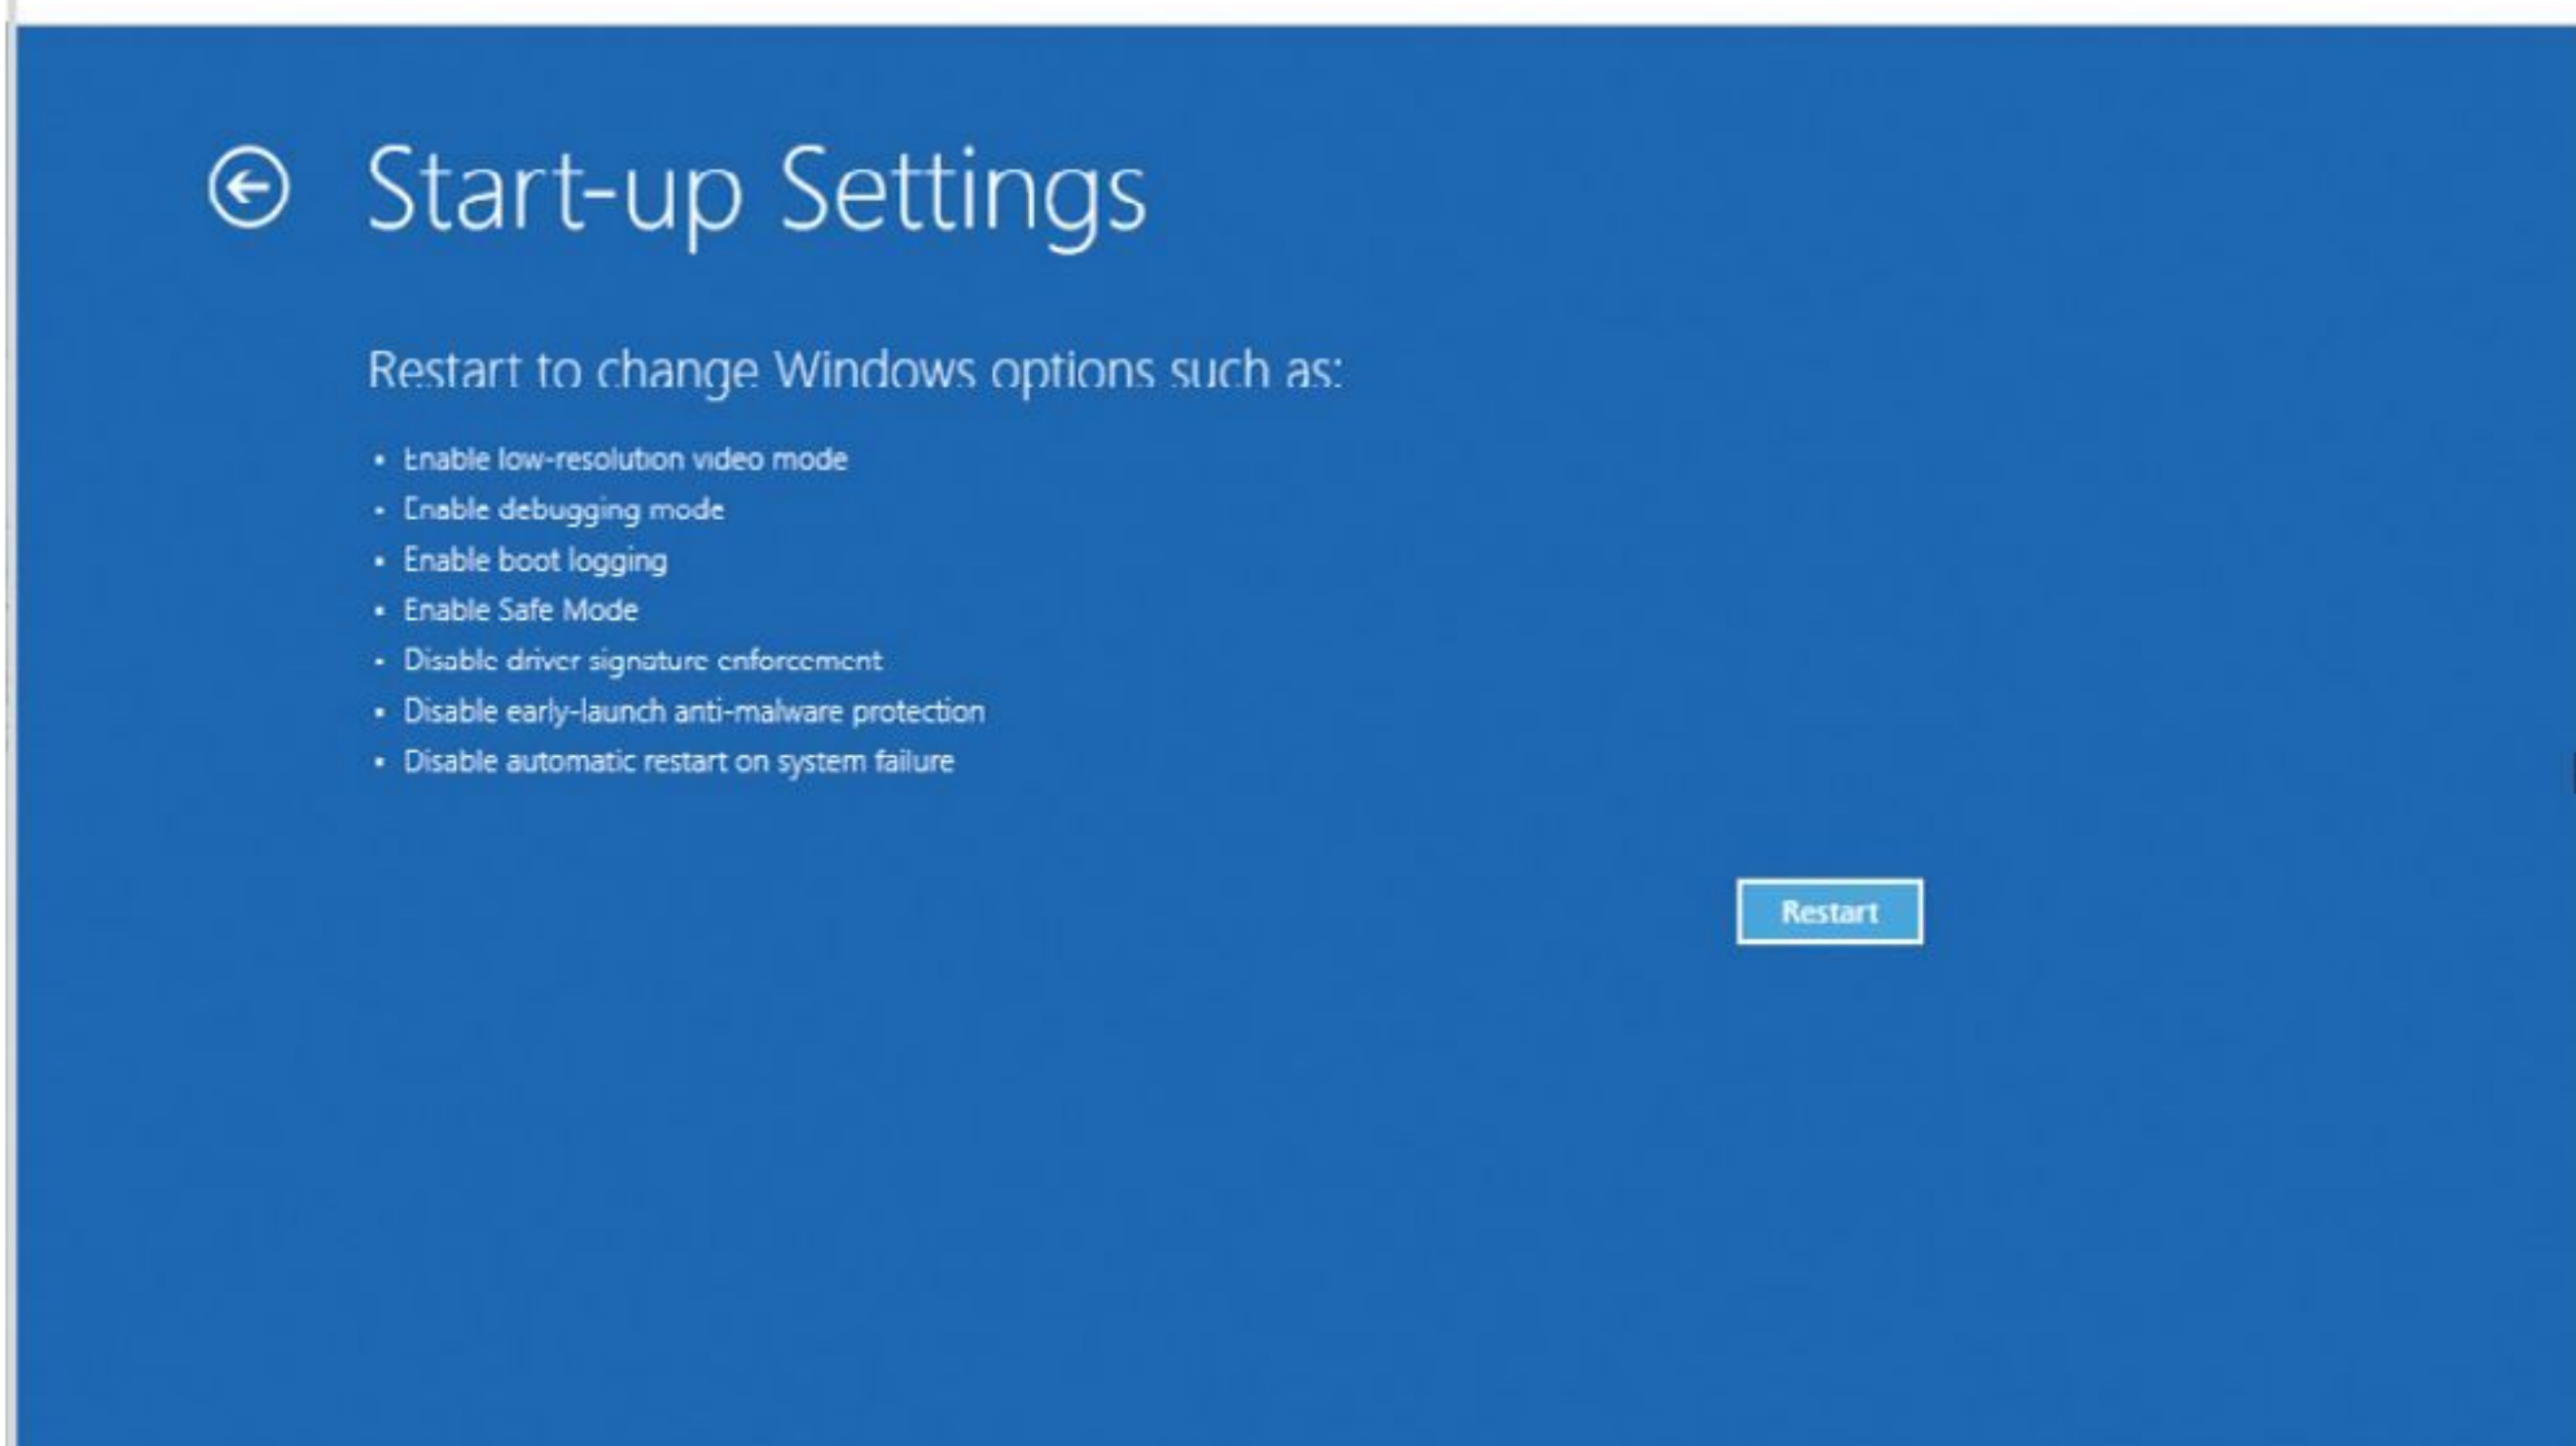 Start-up Settings
Restart to change Windows options such as:
• Enable low-resolution video mode
• Enable debugging mode
• Enable boot logging
• Enable Safe Mode
• Disable driver signature enforcement
• Disable early-launch anti-malware protection
• Disable automatic restart on system failure
Restart